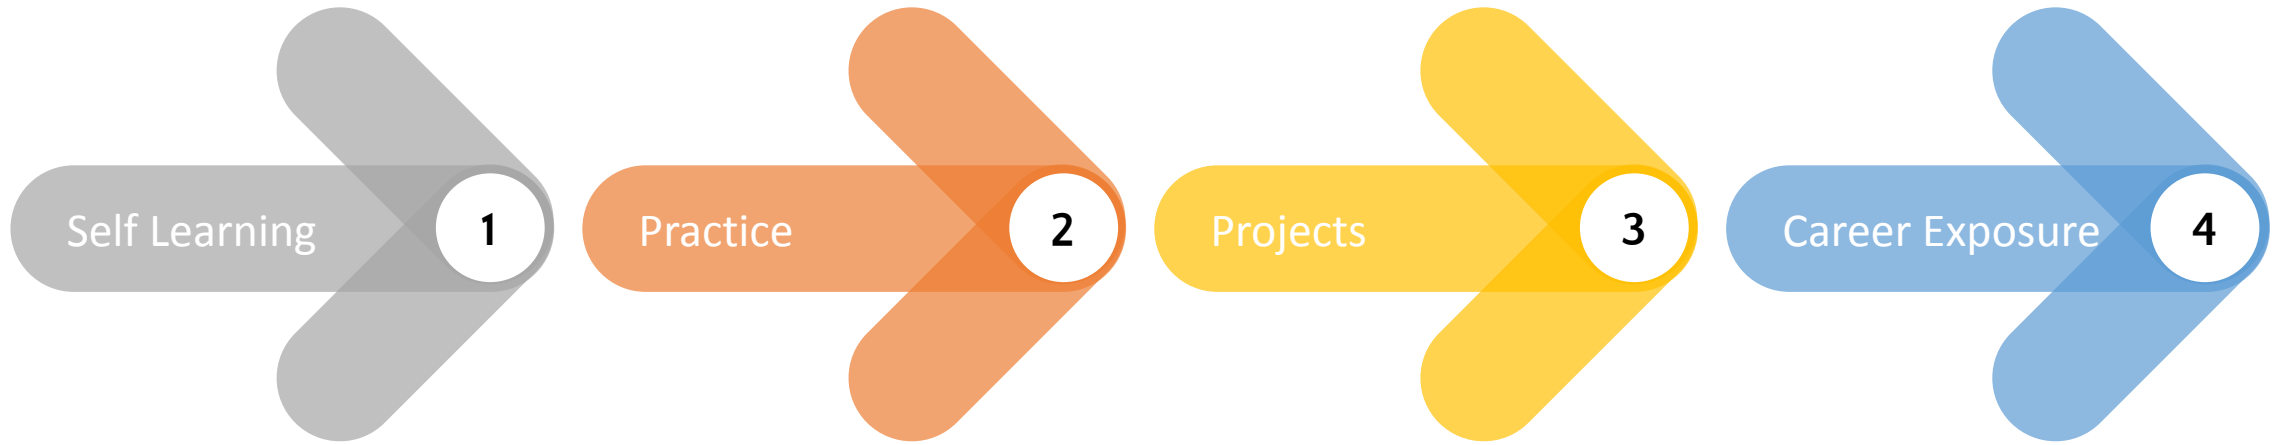 Self Learning
1
Practice
2
Projects
3
Career Exposure
4